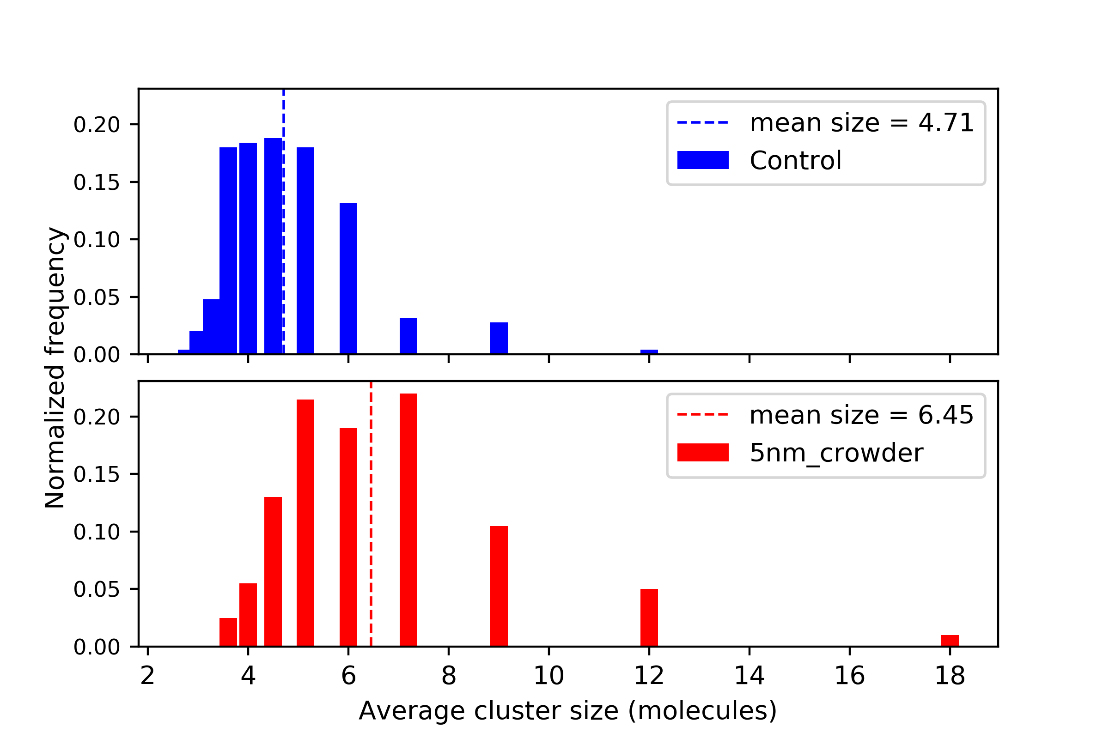 0.20
0.15
0.10
0.05
0.00
mean size = 4.71
Control
Normalized frequency
0.20
0.15
0.10
0.05
0.00
mean size = 6.45
5nm_crowder
2 4 6 8 10 12 14 16 18
Average cluster size (molecules)